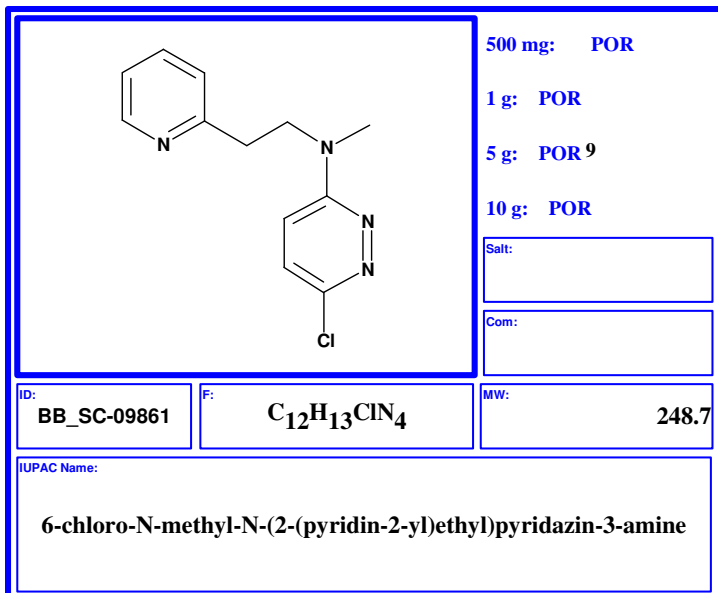 500 mg: POR
1 g: POR
5 g: POR 9
10 g: POR
N
N
N
N
N
Cl
Salt:
Com:
ID:
BB_SC-09861
F:
C12H13ClN4
MW:
248.7
IUPAC Name:
6-chloro-N-methyl-N-(2-(pyridin-2-yl)ethyl)pyridazin-3-amine